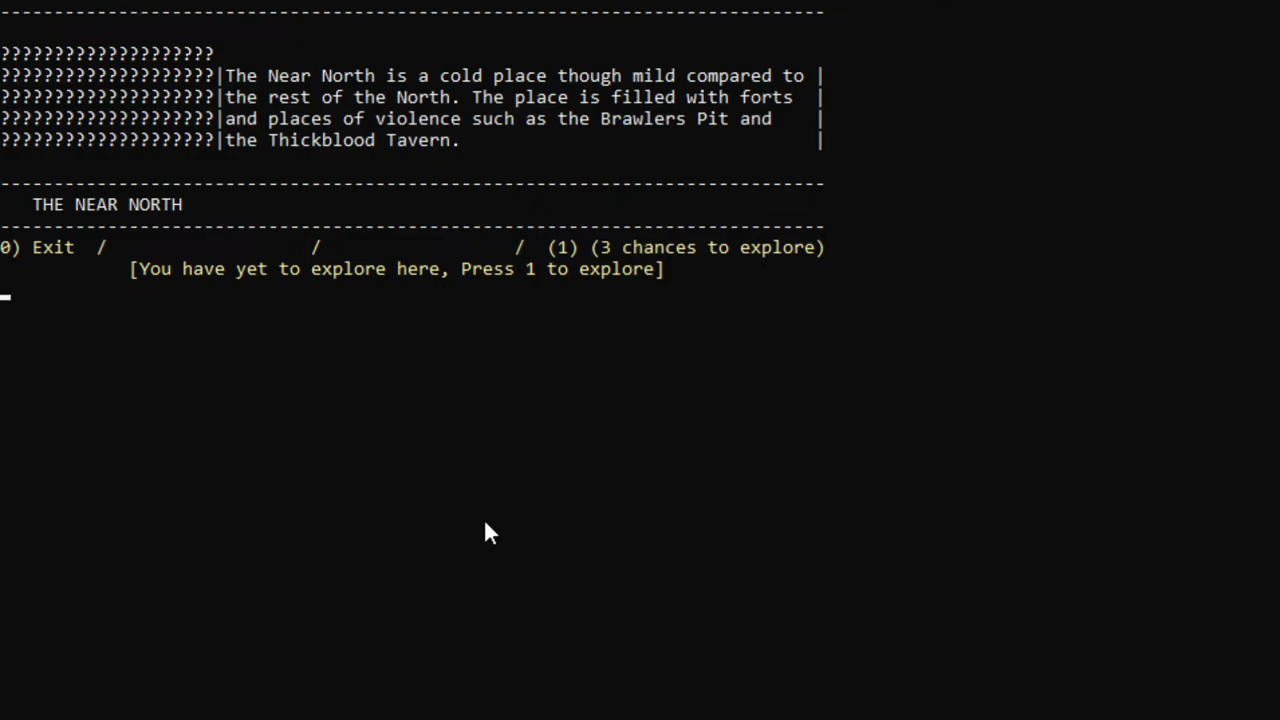 -----------------------------------------------------------------------------
????????????????????
????????????????????|The Near North is a cold place though mild compared to |
????????????????????|the rest of the North. The place is filled with forts  |
????????????????????|and places of violence such as the Brawlers Pit and    |
????????????????????|the Thickblood Tavern.                                 |
-----------------------------------------------------------------------------
   THE NEAR NORTH
-----------------------------------------------------------------------------
0) Exit  /                   /                  /  (1) (3 chances to explore)
            [You have yet to explore here, Press 1 to explore]